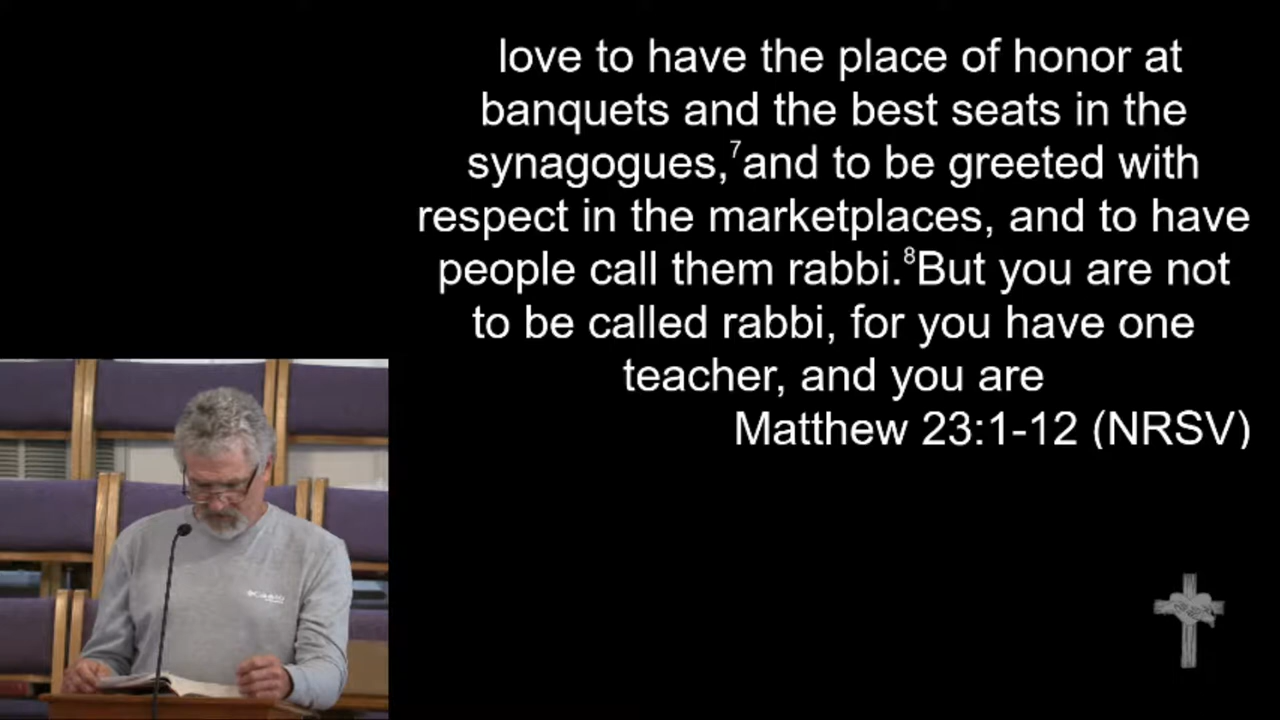 love to have the place of honor at
banquets and the best seats in the
synagogues,⁷and to be greeted with
respect in the marketplaces, and to have
people call them rabbi.⁸But you are not
to be called rabbi, for you have one
teacher, and you are
Matthew 23:1-12 (NRSV)